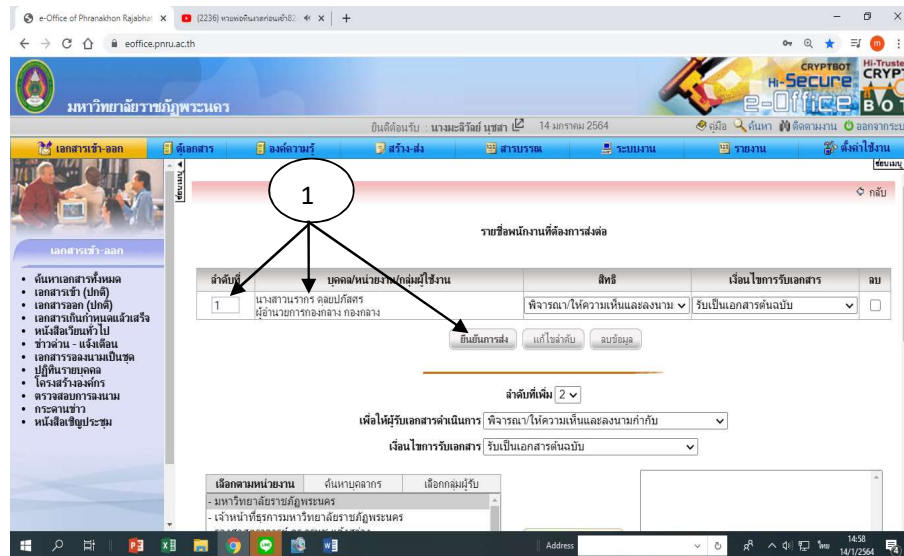 e-Office of Phranakhon Rajabhat
eoffice.pnru.ac.th
มหาวิทยาลัยราชภัฏพระนคร
CRYPTBOT
Hi-Secure
e-Office
Hi-Truste
CRYP
BOT
ยินดีต้อนรับ : นางมะลิวัลย์ นุชสา 14 มกราคม 2564
คู่มือ ค้นหา ติดตามงาน ออกจากระบ
เอกสารเข้า-ออก ตู้เอกสาร องค์ความรู้ สร้าง-ส่ง สารบรรณ ระบบงาน รายงาน ตั้งค่าใช้งาน
ซ่อนเมนู
ซ่อนเมนู
1
กลับ
รายชื่อพนักงานที่ต้องการส่งต่อ
เอกสารเข้า-ออก
ค้นหาเอกสารทั้งหมด
เอกสารเข้า (ปกติ)
เอกสารออก (ปกติ)
เอกสารเกินกำหนดแล้วเสร็จ
หนังสือเวียนทั่วไป
ข่าวด่วน - แจ้งเตือน
เอกสารรอลงนามเป็นชุด
ปฏิทินรายบุคคล
โครงสร้างองค์กร
ตรวจสอบการลงนาม
กระดานข่าว
หนังสือเชิญประชุม
ลำดับที่ บุคคล/หน่วยงาน/กลุ่มผู้ใช้งาน สิทธิ เงื่อนไขการรับเอกสาร ลบ
1 นางสาวนรากร ดุลยปภัสศร พิจารณา/ให้ความเห็นและลงนาม รับเป็นเอกสารต้นฉบับ
ผู้อำนวยการกองกลาง กองกลาง
ยืนยันการส่ง แก้ไขลำดับ ลบข้อมูล
ลำดับที่เพิ่ม 2
เพื่อให้ผู้รับเอกสารดำเนินการ พิจารณา/ให้ความเห็นและลงนามกำกับ
เงื่อนไขการรับเอกสาร รับเป็นเอกสารต้นฉบับ
เลือกตามหน่วยงาน ค้นหาบุคลากร เลือกกลุ่มผู้รับ
- มหาวิทยาลัยราชภัฏพระนคร
- เจ้าหน้าที่ธุรการมหาวิทยาลัยราชภัฏพระนคร
Address
14:58
14/1/2564